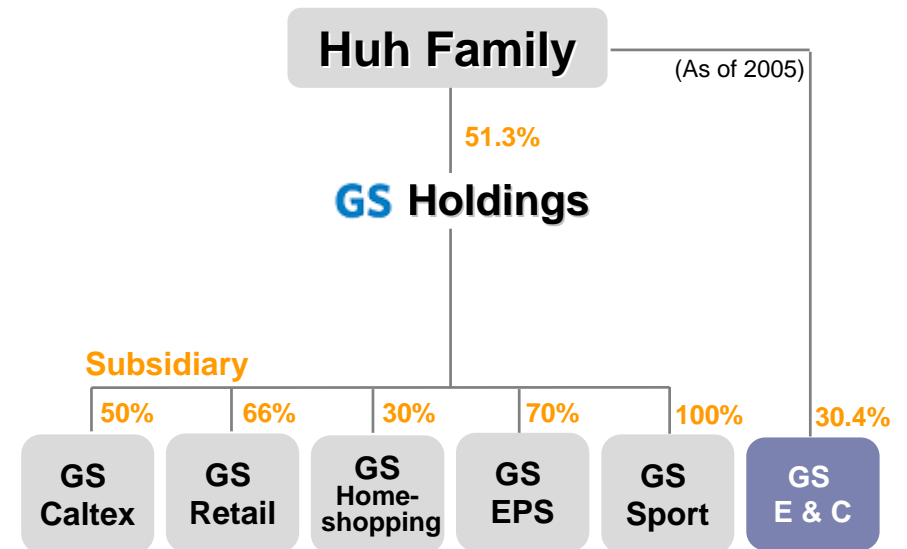 Huh Family
(As of 2005)
51.3%
GS Holdings
Subsidiary
50%
66%
30%
70%
100%
30.4%
GS
Caltex
GS
Retail
GS
Home-
shopping
GS
EPS
GS
Sport
GS
E & C